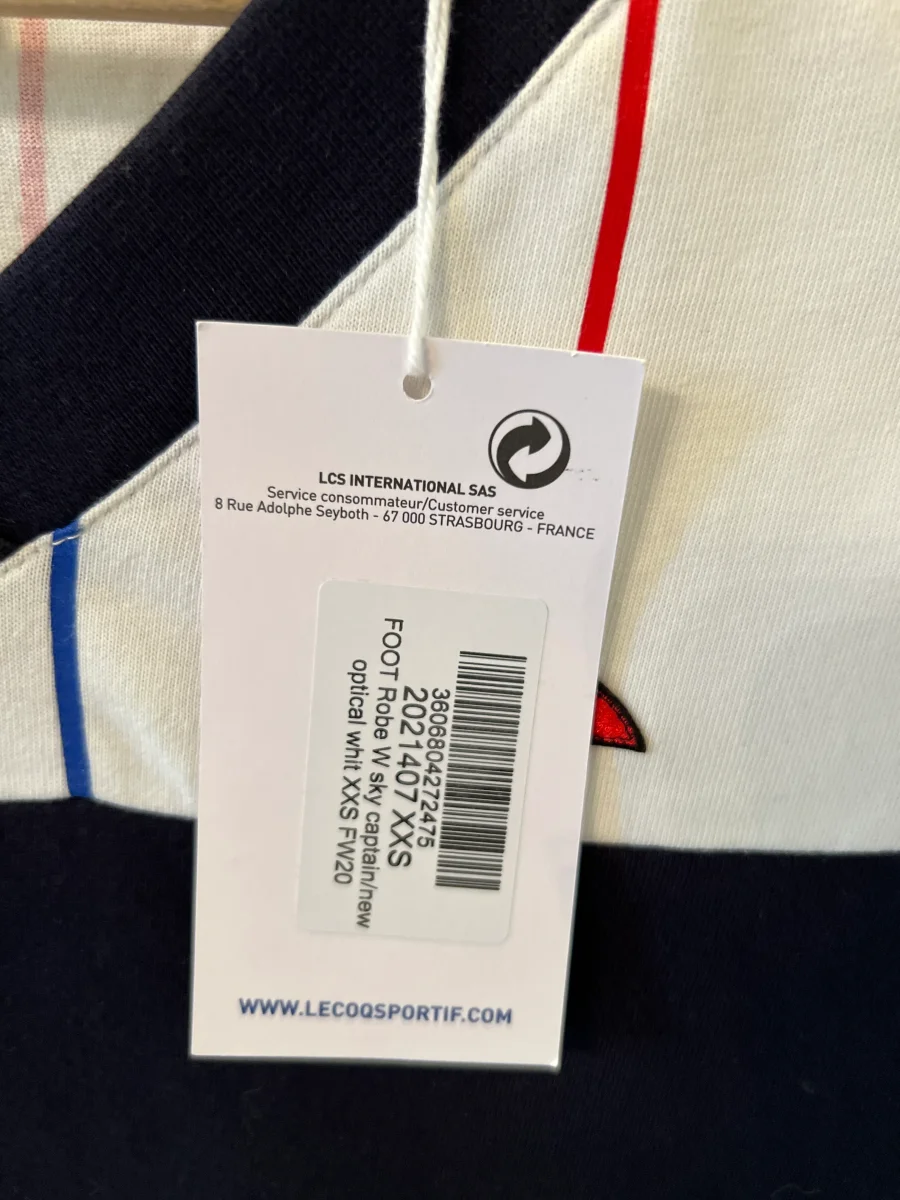 LCS INTERNATIONAL SAS
Service consommateur/Customer service
8 Rue Adolphe Seyboth - 67 000 STRASBOURG - FRANCE
3606804272475
2021407 XXS
FOOT Robe W sky captain/new
optical whit XXS FW20
WWW.LECOQSPORTIF.COM